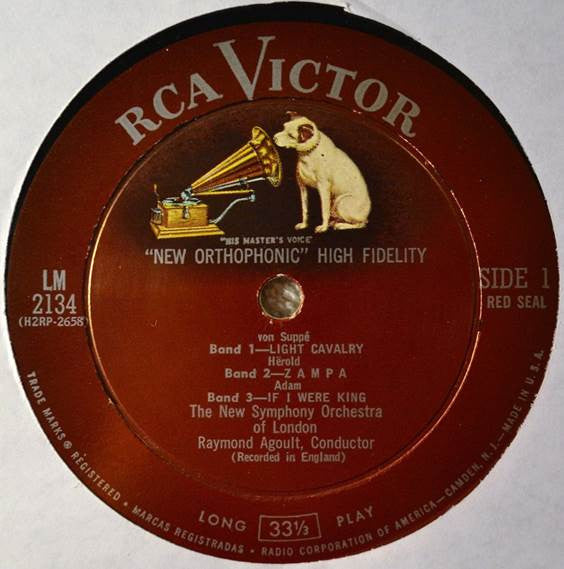 RCA VICTOR
"HIS MASTER'S VOICE"
"NEW ORTHOPHONIC" HIGH FIDELITY
LM
2134
(H2RP-2658)
SIDE 1
RED SEAL
von Suppé
Band 1—LIGHT CAVALRY
Hérold
Band 2—ZAMPA
Adam
Band 3—IF I WERE KING
The New Symphony Orchestra
of London
Raymond Agoult, Conductor
(Recorded in England)
LONG 33⅓ PLAY
TRADE MARKS ® REGISTERED • MARCAS REGISTRADAS • RADIO CORPORATION OF AMERICA—CAMDEN, N. J.—MADE IN U.S.A.